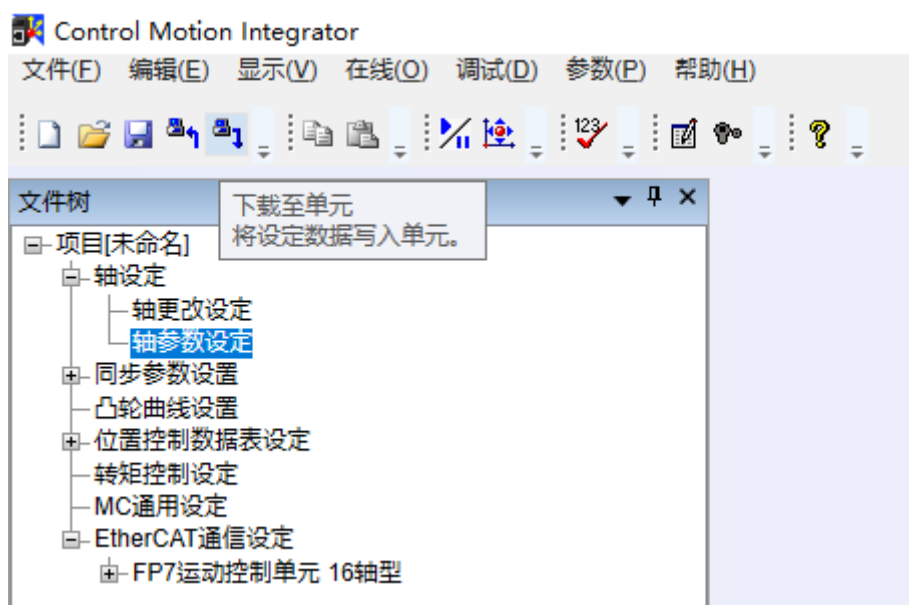 Control Motion Integrator
文件(F) 编辑(E) 显示(V) 在线(O) 调试(D) 参数(P) 帮助(H)
123
文件树
下载至单元
将设定数据写入单元。
项目[未命名]
轴设定
轴更改设定
轴参数设定
同步参数设置
凸轮曲线设置
位置控制数据表设定
转矩控制设定
MC通用设定
EtherCAT通信设定
FP7运动控制单元 16轴型